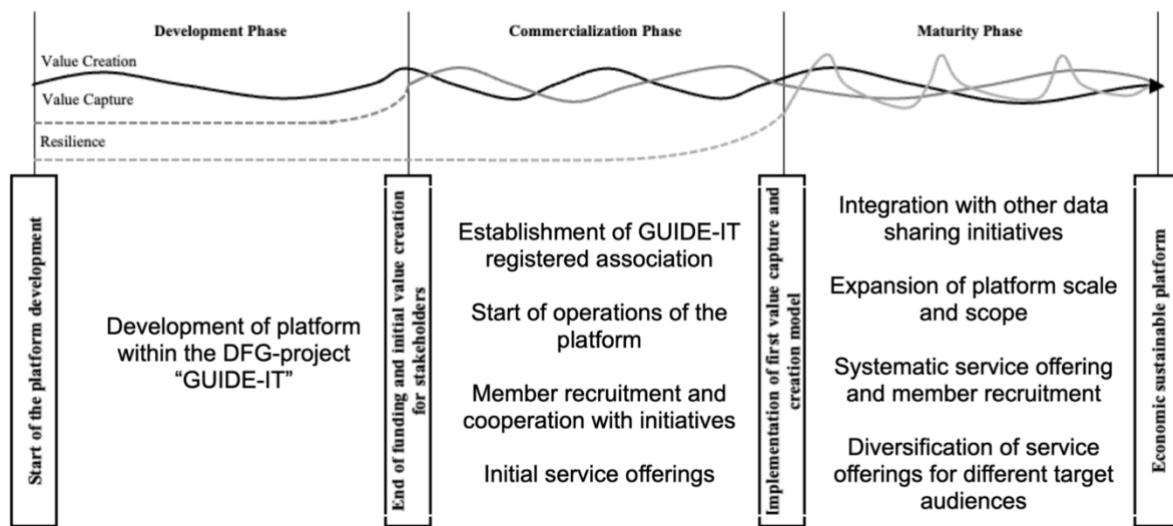 Development Phase
Commercialization Phase
Maturity Phase
Value Creation
Value Capture
Resilience
Start of the platform development
Development of platform
within the DFG-project
“GUIDE-IT”
End of funding and initial value creation
for stakeholders
Establishment of GUIDE-IT
registered association
Start of operations of the
platform
Member recruitment and
cooperation with initiatives
Initial service offerings
Implementation of first value capture and
creation model
Integration with other data
sharing initiatives
Expansion of platform scale
and scope
Systematic service offering
and member recruitment
Diversification of service
offerings for different target
audiences
Economic sustainable platform